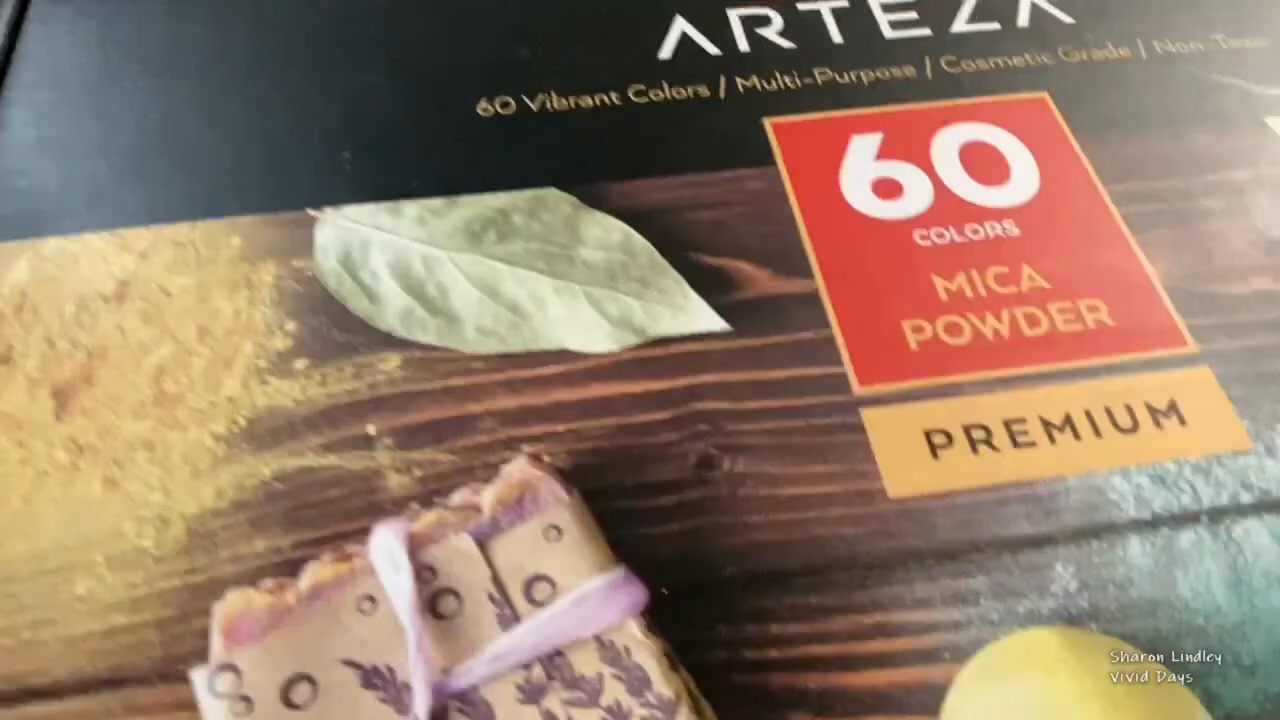 ARTEZA
60 Vibrant Colors / Multi-Purpose / Cosmetic Grade | Non-Toxic
60
COLORS
MICA
POWDER
PREMIUM
Sharon Lindley
Vivid Days